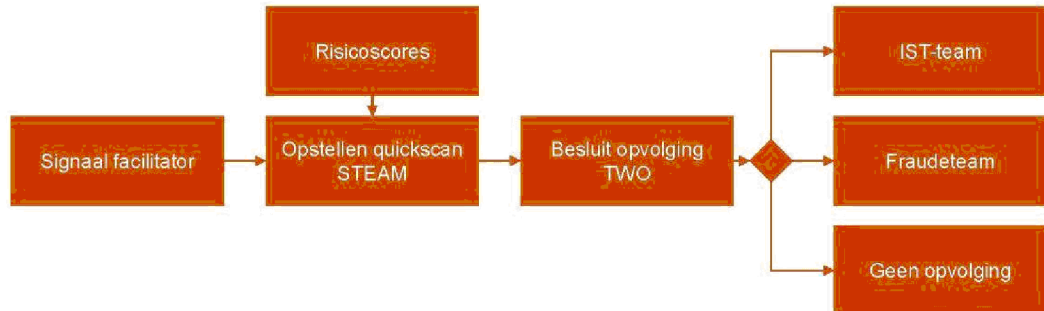 Risicoscores
IST-team
Signaal facilitator
Opstellen quickscan
STEAM
Besluit opvolging
TWO
Fraudeteam
Geen opvolging